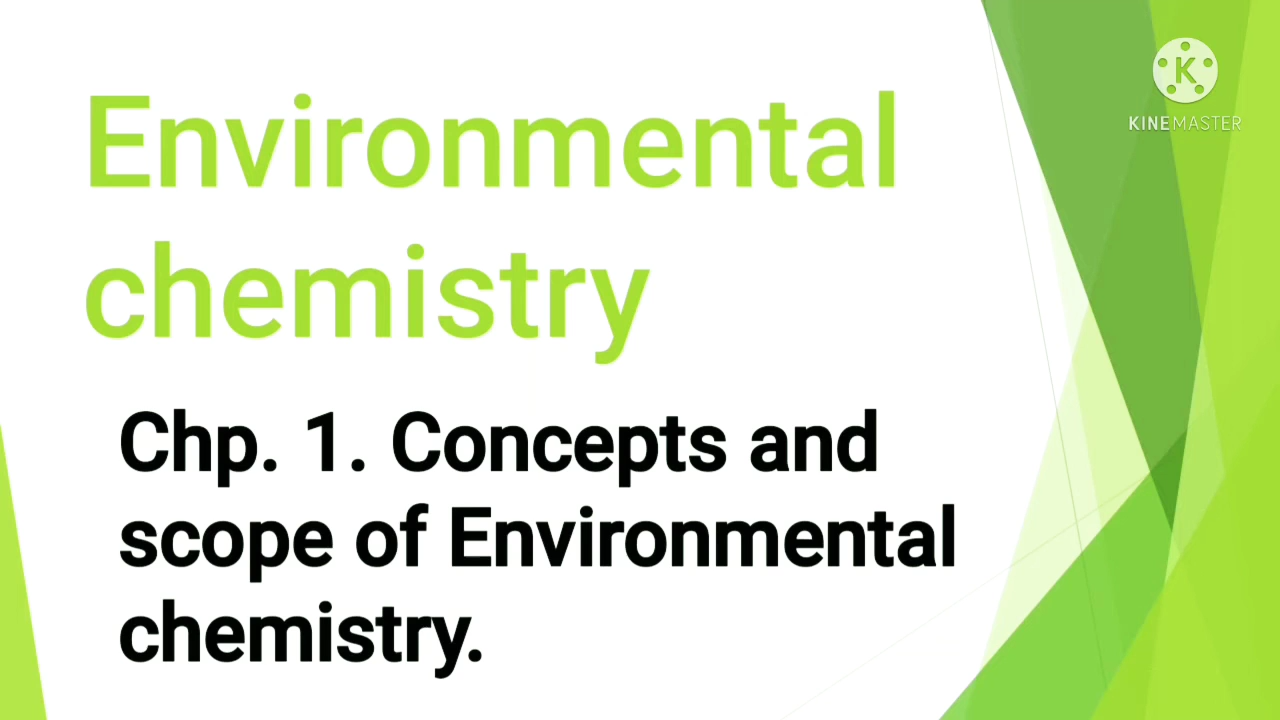 Environmental
chemistry
Chp. 1. Concepts and
scope of Environmental
chemistry.
K
KINEMASTER